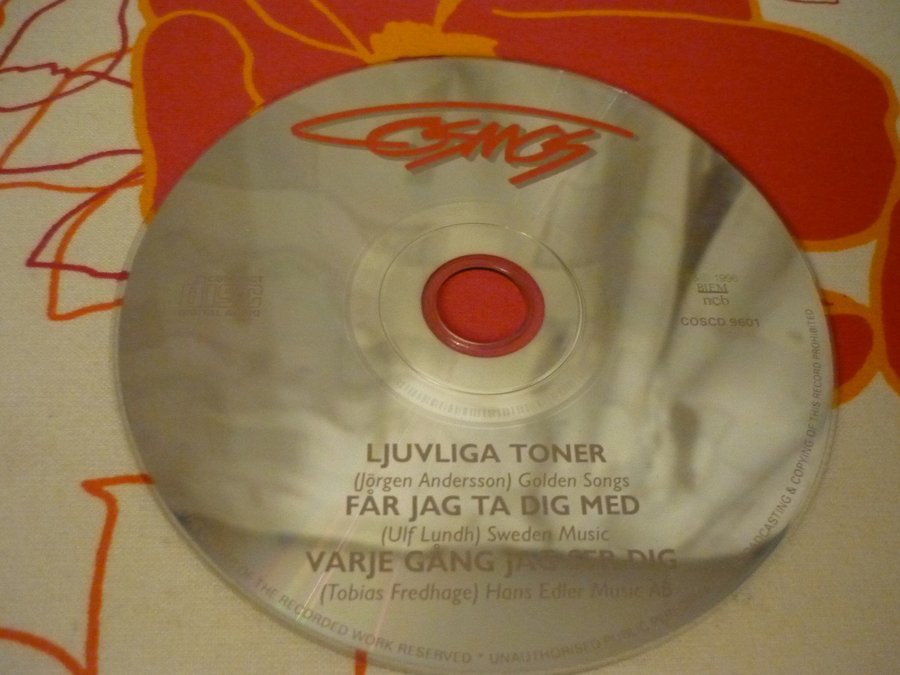 COSMOS
DIGITAL AUDIO
1996
BIEM
ncb
COSCD 9601
LJUVLIGA TONER
(Jörgen Andersson) Golden Songs
FÅR JAG TA DIG MED
(Ulf Lundh) Sweden Music
VARJE GÅNG JAG SER DIG
(Tobias Fredhage) Hans Edler Music AB
THE RECORDED WORK RESERVED * UNAUTHORISED PUBLIC & COPYING OF THIS RECORD PROHIBITED